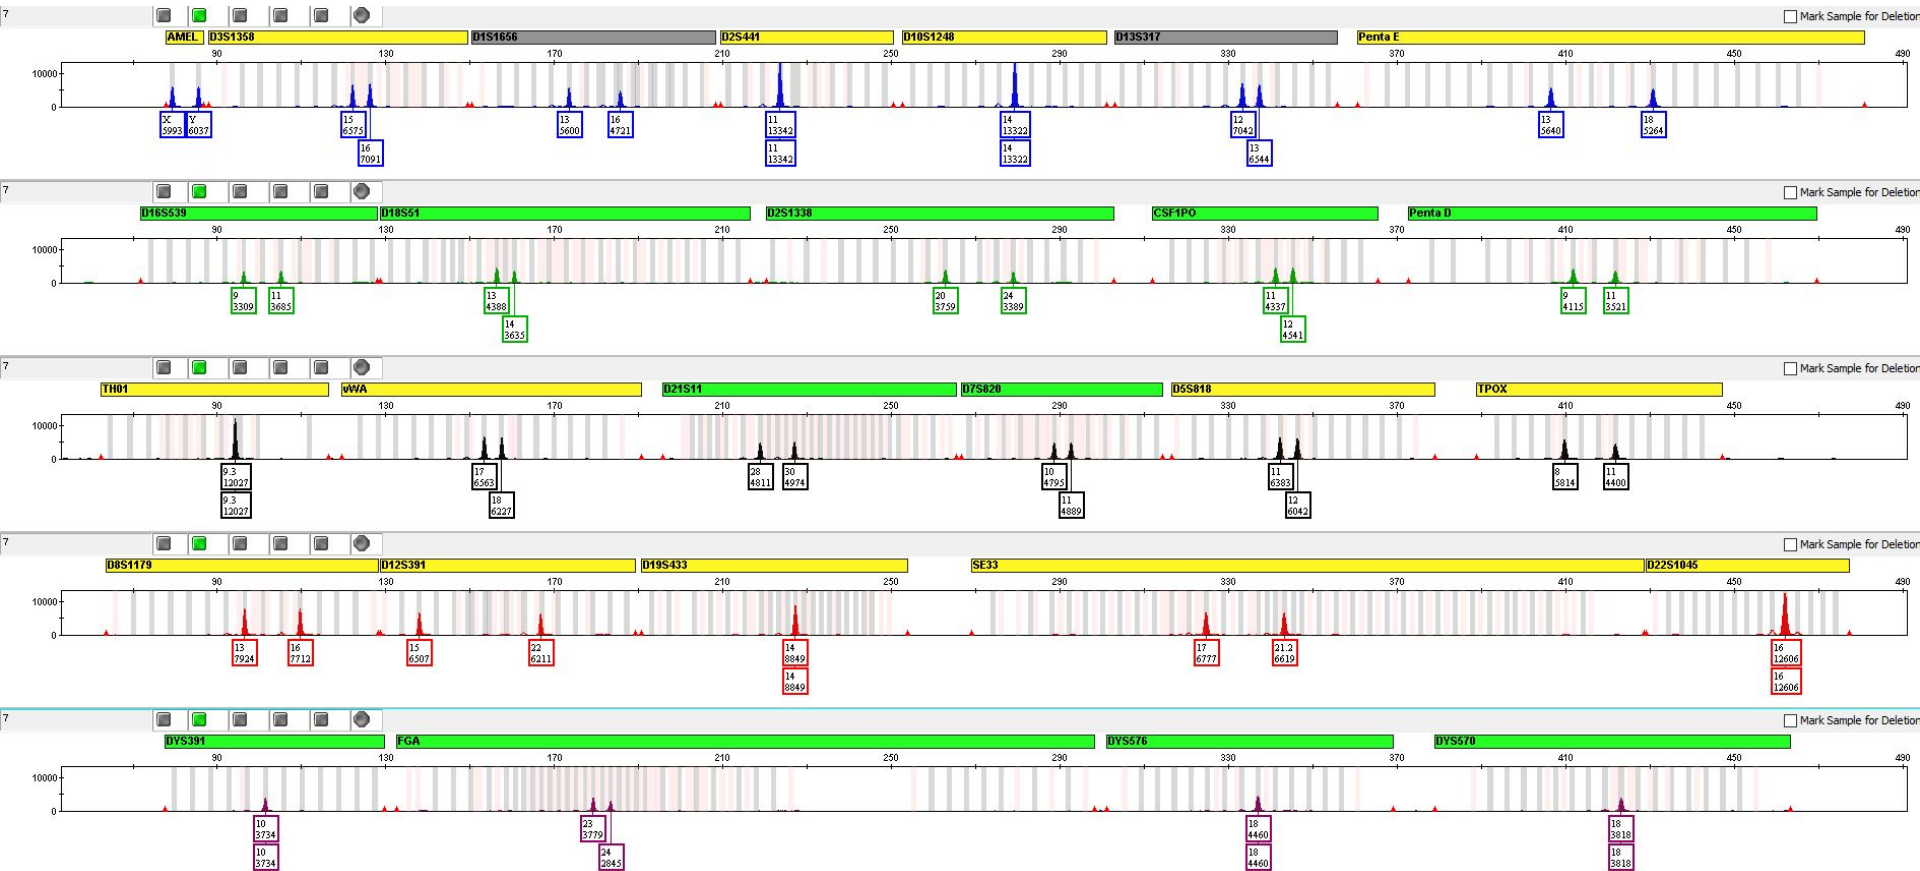 7
Mark Sample for Deletion
AMEL D3S1358 D1S1656 D2S441 D10S1248 D13S317 Penta E
90 130 170 210 250 290 330 370 410 450 490
10000
0
X Y 15 13 16 11 14 12 13 18
5993 6037 6575 5600 4721 13342 13322 7042 5640 5264
16 11 14 13
7091 13342 13322 6544
7
Mark Sample for Deletion
D16S539 D18S51 D2S1338 CSF1PO Penta D
90 130 170 210 250 290 330 370 410 450 490
10000
0
9 11 13 20 24 11 9 11
3309 3685 4388 3759 3389 4337 4115 3521
14 12
3635 4541
7
Mark Sample for Deletion
TH01 vWA D21S11 D7S820 D5S818 TPOX
90 130 170 210 250 290 330 370 410 450 490
10000
0
9.3 17 28 30 10 11 8 11
12027 6563 4811 4974 4795 6383 5814 4400
9.3 18 11 12
12027 6227 4889 6042
7
Mark Sample for Deletion
D8S1179 D12S391 D19S433 SE33 D22S1045
90 130 170 210 250 290 330 370 410 450 490
10000
0
13 16 15 22 14 17 21.2 16
7924 7712 6507 6211 8849 6777 6619 12606
14 16
8849 12606
7
Mark Sample for Deletion
DYS391 FGA DYS576 DYS570
90 130 170 210 250 290 330 370 410 450 490
10000
0
10 23 18 18
3734 3779 4460 3818
10 24 18 18
3734 2845 4460 3818